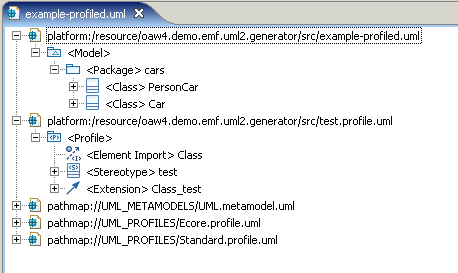 example-profiled.uml
platform:/resource/oaw4.demo.emf.uml2.generator/src/example-profiled.uml
<Model>
<Package> cars
<Class> PersonCar
<Class> Car
platform:/resource/oaw4.demo.emf.uml2.generator/src/test.profile.uml
<Profile>
<Element Import> Class
<Stereotype> test
<Extension> Class_test
pathmap://UML_METAMODELS/UML.metamodel.uml
pathmap://UML_PROFILES/Ecore.profile.uml
pathmap://UML_PROFILES/Standard.profile.uml